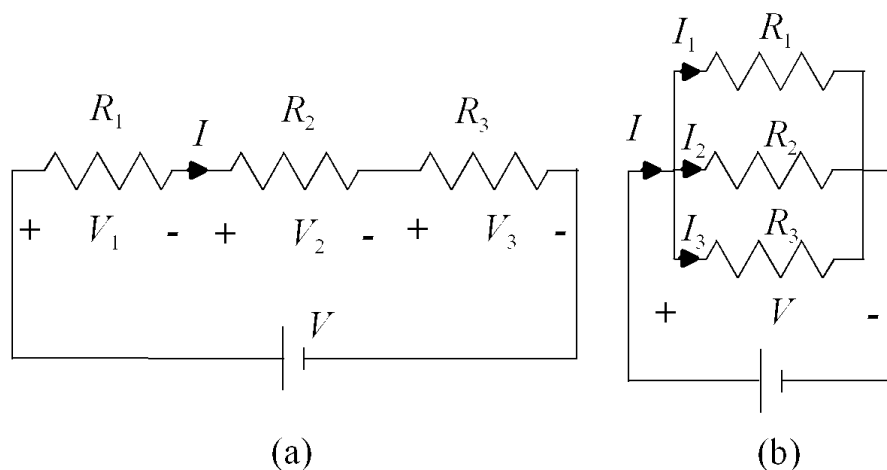 R₁ I R₂ R₃
+ V₁ - + V₂ - + V₃ -
V
(a)
I₁ R₁
I I₂ R₂
I₃ R₃
+ V -
(b)